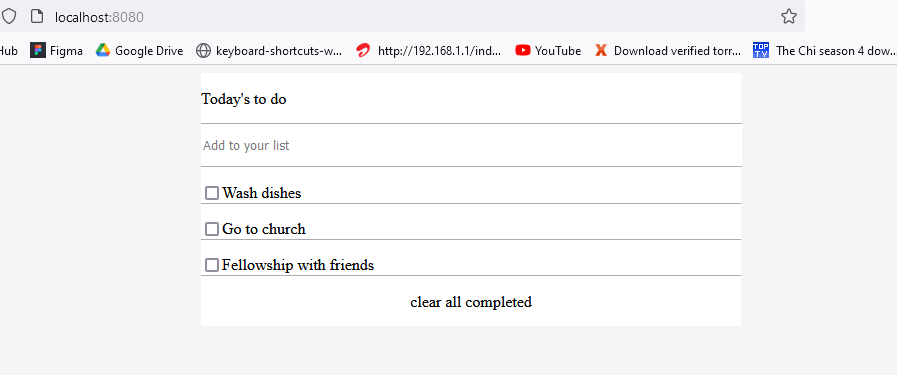 localhost:8080
Hub Figma Google Drive keyboard-shortcuts-w... http://192.168.1.1/ind... YouTube Download verified torr... TOP TV The Chi season 4 dow...
Today's to do
Add to your list
Wash dishes
Go to church
Fellowship with friends
clear all completed